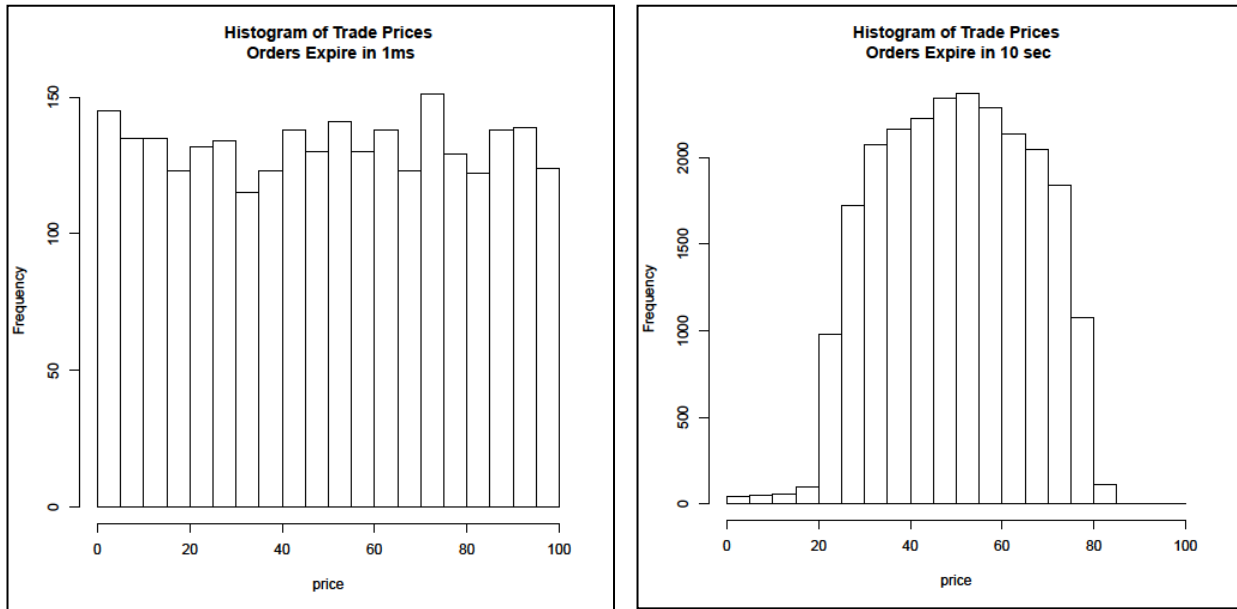 Histogram of Trade Prices
Orders Expire in 1ms
Frequency
150
100
50
0
0 20 40 60 80 100
price
Histogram of Trade Prices
Orders Expire in 10 sec
Frequency
2000
1500
1000
500
0
0 20 40 60 80 100
price